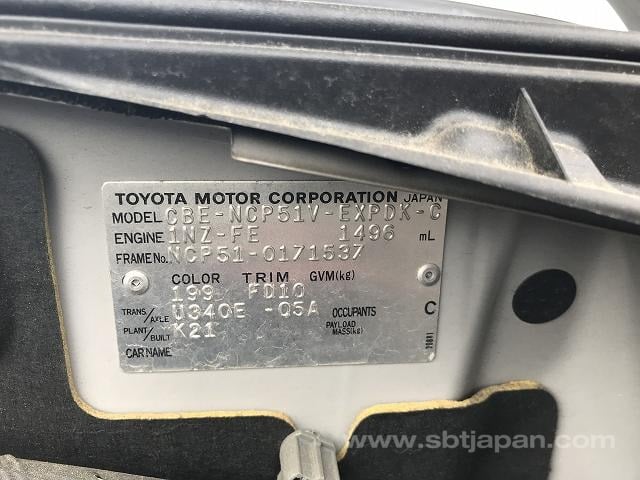 TOYOTA MOTOR CORPORATION JAPAN
MODEL CBE-NCP51V-EXPDK-G
ENGINE 1NZ-FE 1496 mL
FRAME No. NCP51-0171537
COLOR TRIM GVM(kg)
199 FD10
TRANS/AXLE U340E -05A OCCUPANTS C
PLANT/BUILT K21 PAYLOAD MASS(kg)
CAR NAME
www.sbtjapan.com